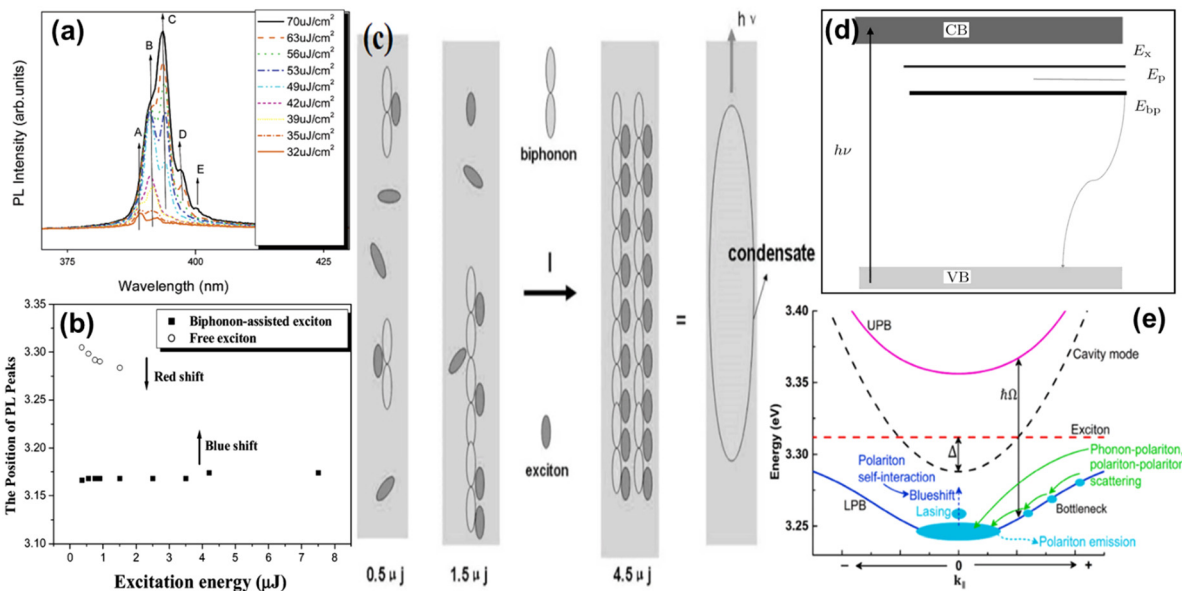 (a)
PL Intensity (arb.units)
A
B
C
D
E
70uJ/cm²
63uJ/cm²
56uJ/cm²
53uJ/cm²
49uJ/cm²
42uJ/cm²
39uJ/cm²
35uJ/cm²
32uJ/cm²
375
400
425
Wavelength (nm)
(b)
The Position of PL Peaks
3.35
3.30
3.25
3.20
3.15
3.10
Biphonon-assisted exciton
Free exciton
Red shift
Blue shift
0
1
2
3
4
5
6
7
8
Excitation energy (μJ)
(c)
biphonon
I
exciton
=
h ν
condensate
0.5 μ j
1.5 μ j
4.5 μ j
(d)
CB
Eₓ
Eₚ
E_bp
hν
VB
(e)
Energy (eV)
3.40
3.35
3.30
3.25
UPB
Cavity mode
ℏΩ
Exciton
Δ
Phonon-polariton,
polariton-polariton
scattering
Polariton
self-interaction
Blueshift
Lasing
LPB
Bottleneck
Polariton emission
−
0
+
k∥